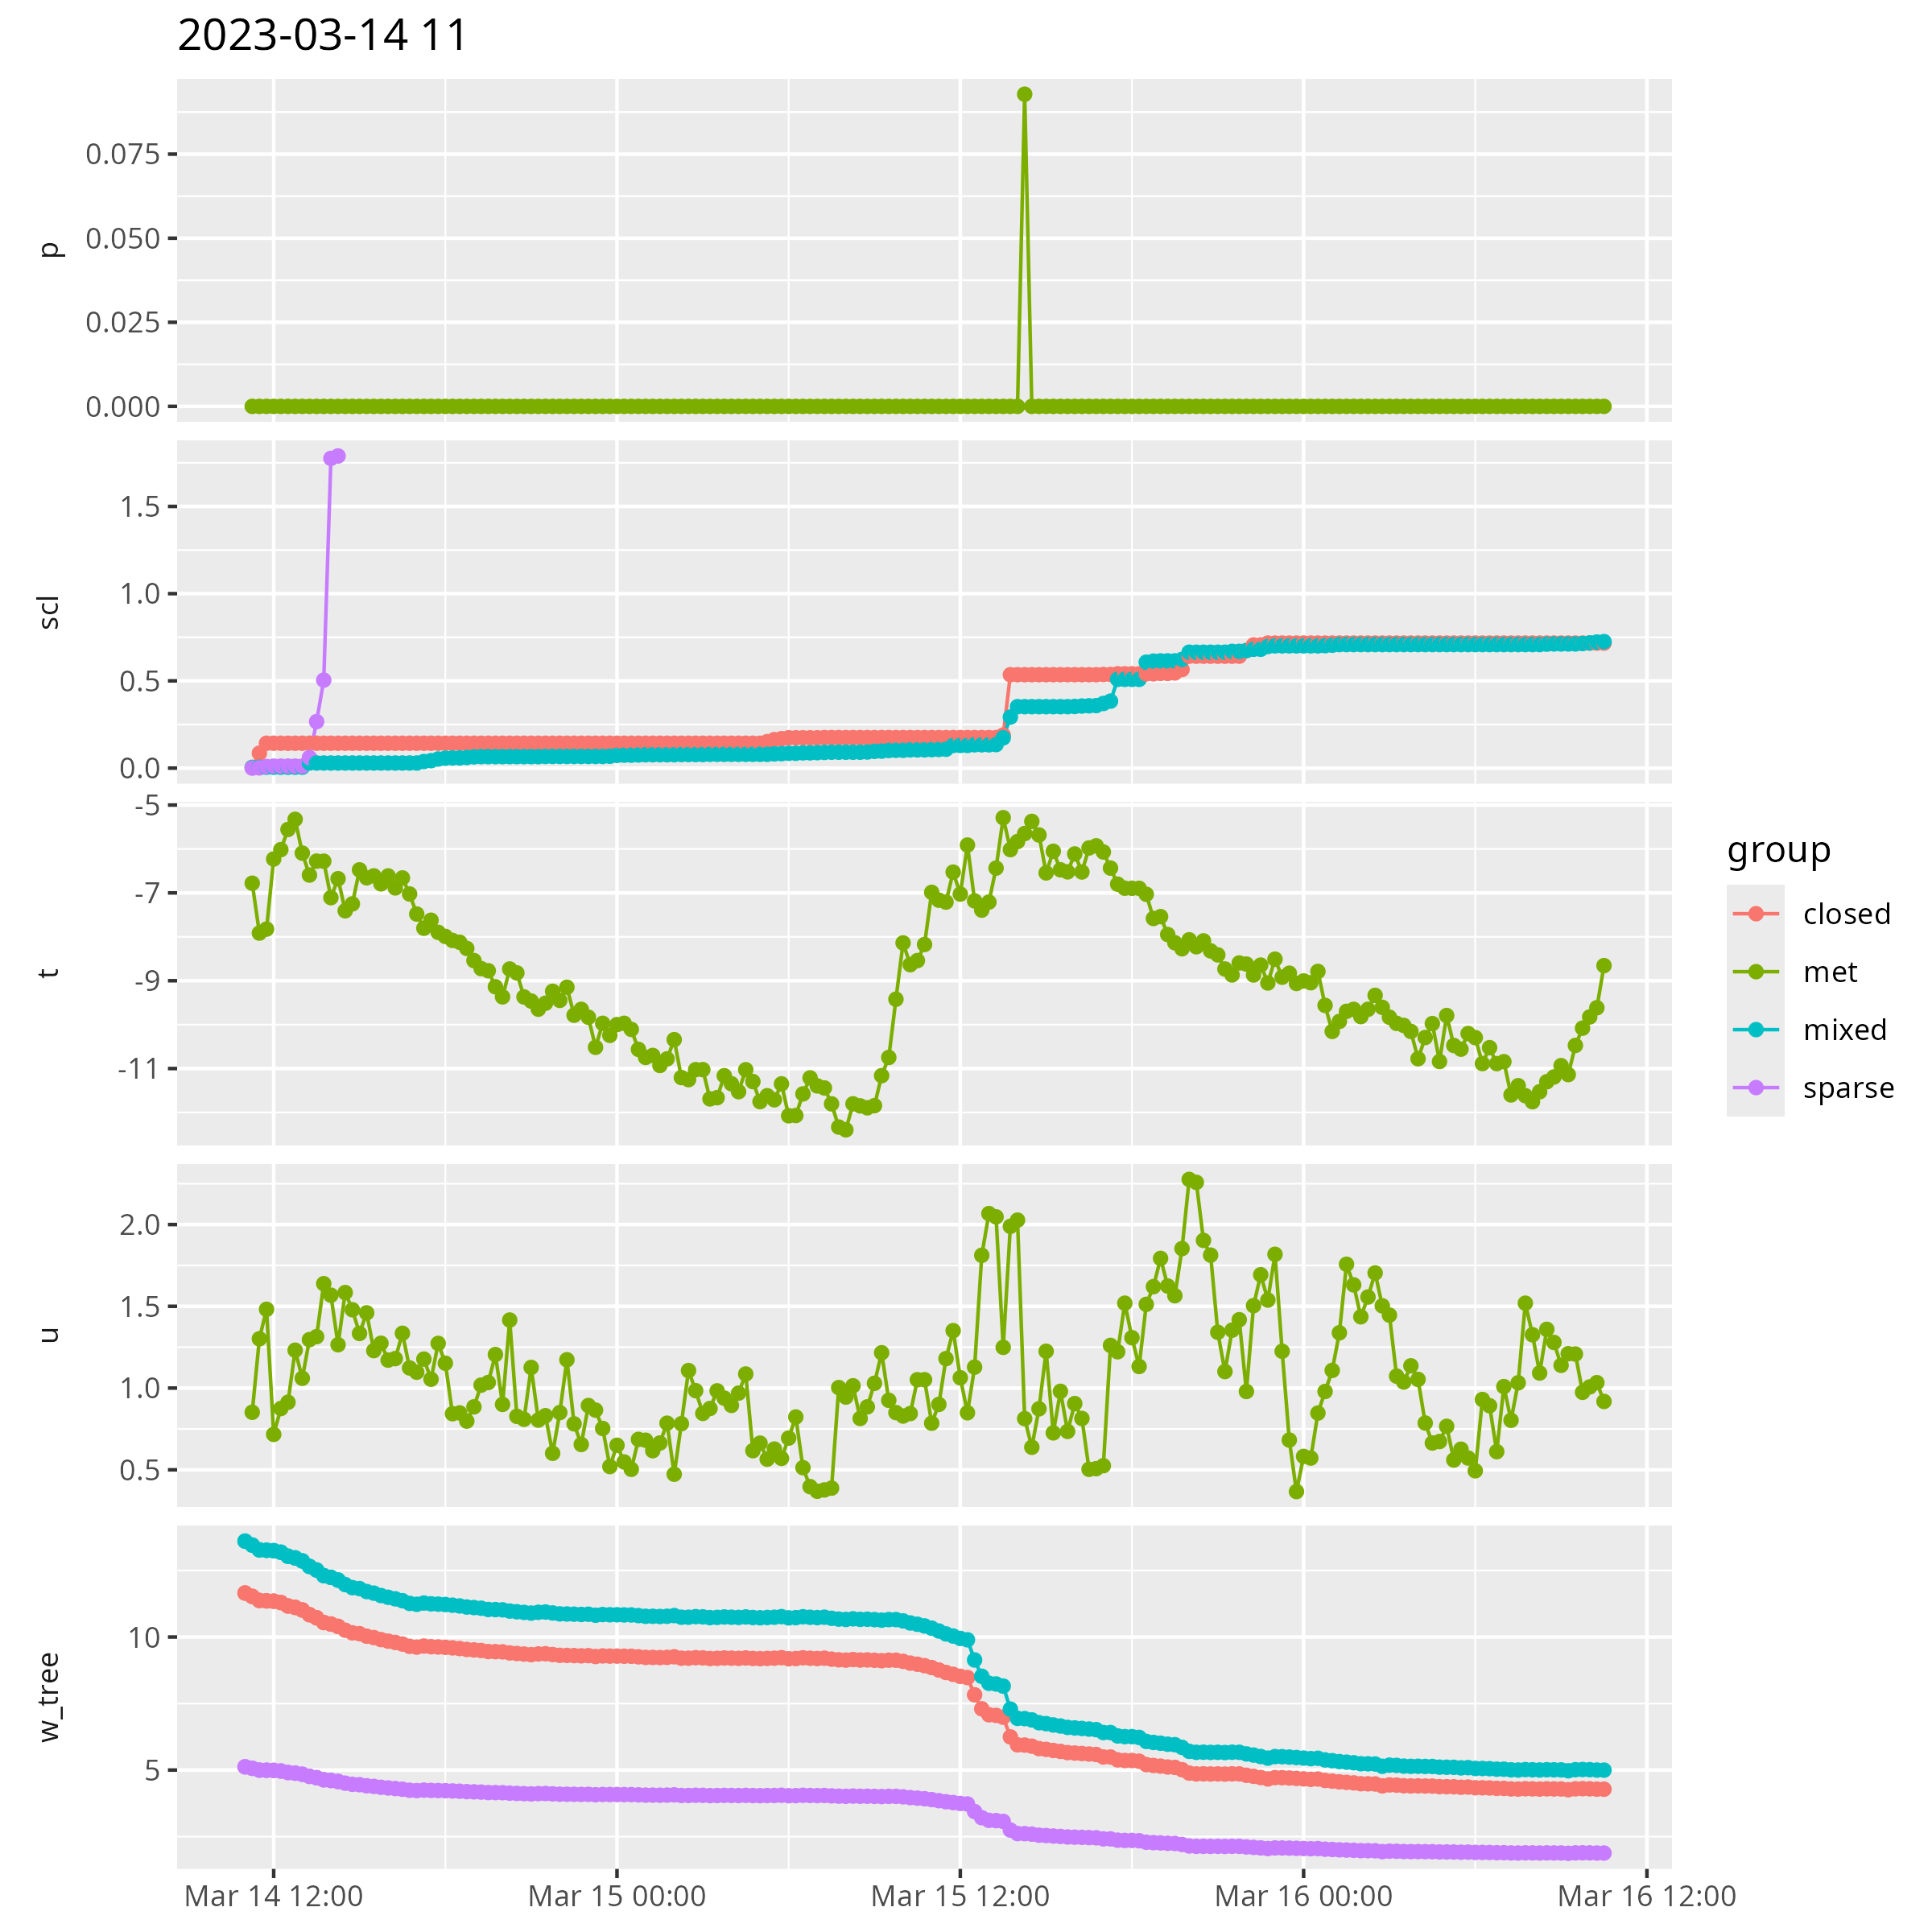 2023-03-14 11
p
0.075
0.050
0.025
0.000
scl
1.5
1.0
0.5
0.0
t
-5
-7
-9
-11
u
2.0
1.5
1.0
0.5
w_tree
10
5
Mar 14 12:00
Mar 15 00:00
Mar 15 12:00
Mar 16 00:00
Mar 16 12:00
group
closed
met
mixed
sparse